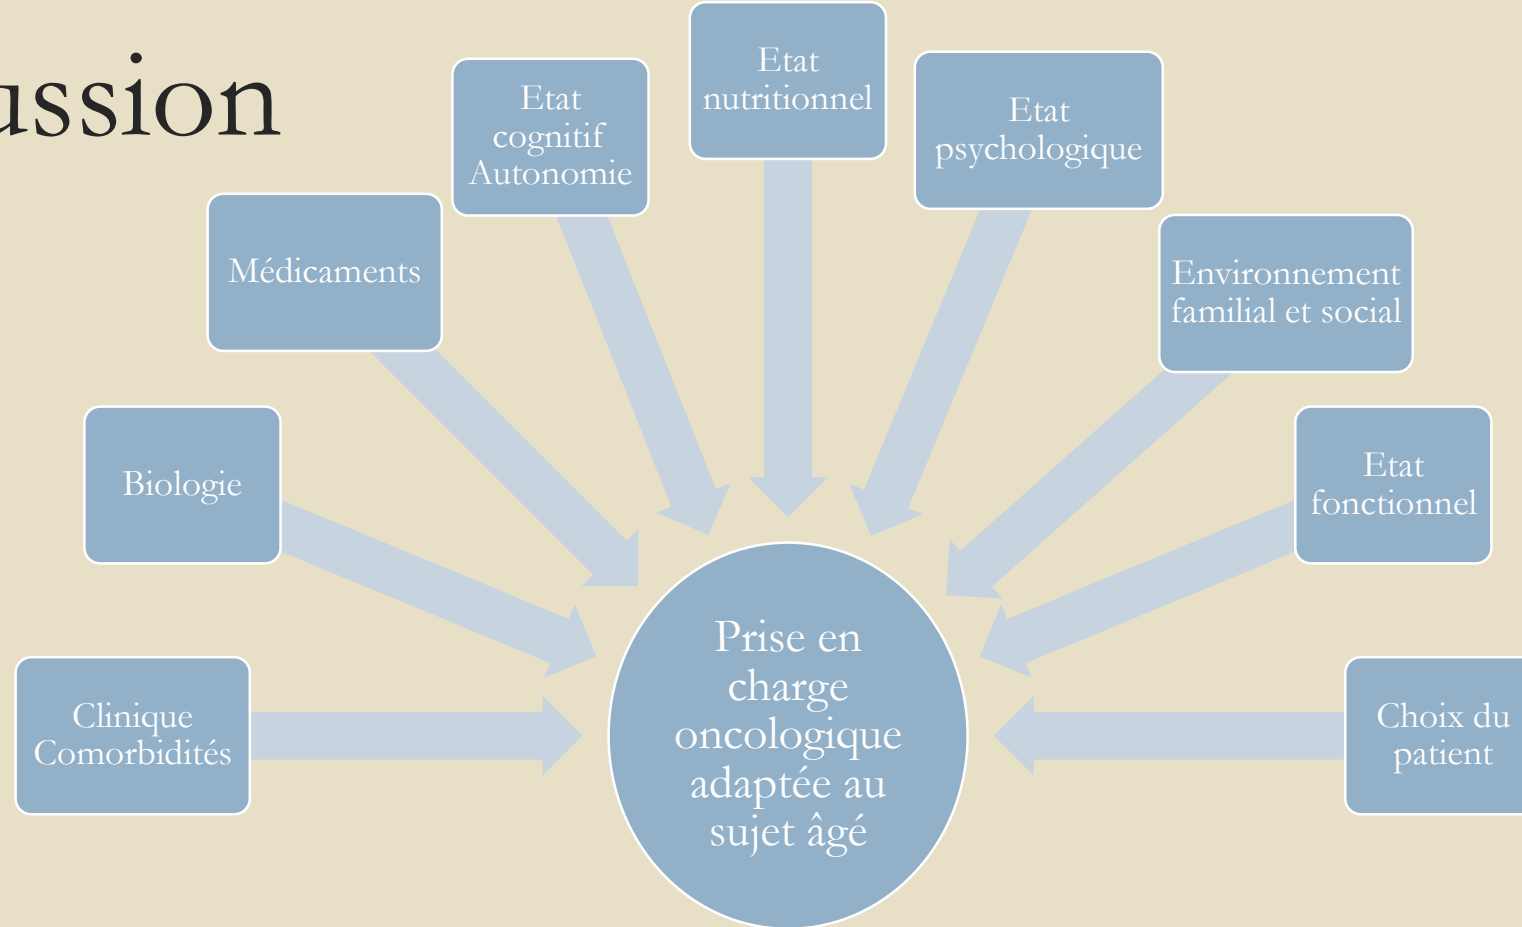 ussion
Etat
cognitif
Autonomie
Etat
nutritionnel
Etat
psychologique
Médicaments
Environnement
familial et social
Biologie
Etat
fonctionnel
Clinique
Comorbidités
Choix du
patient
Prise en
charge
oncologique
adaptée au
sujet âgé